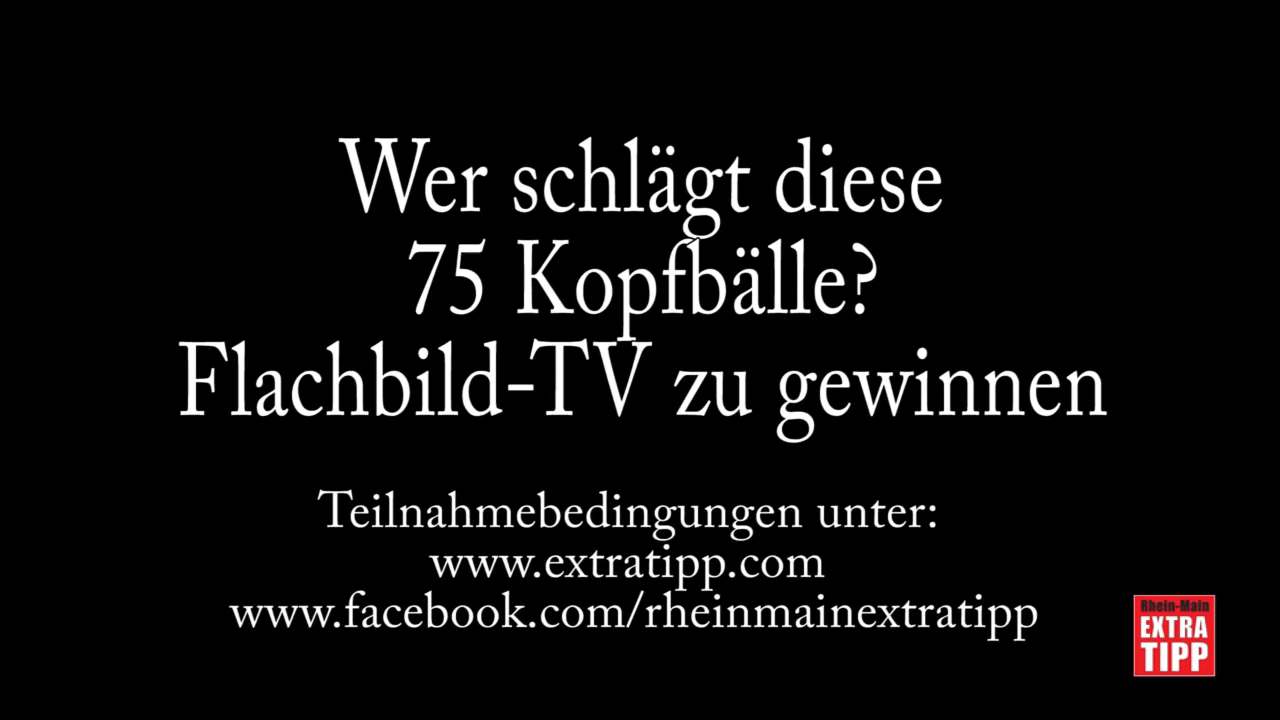 Wer schlägt diese
75 Kopfbälle?
Flachbild-TV zu gewinnen
Teilnahmebedingungen unter:
www.extratipp.com
www.facebook.com/rheinmainextratipp
Rhein-Main
EXTRA
TIPP